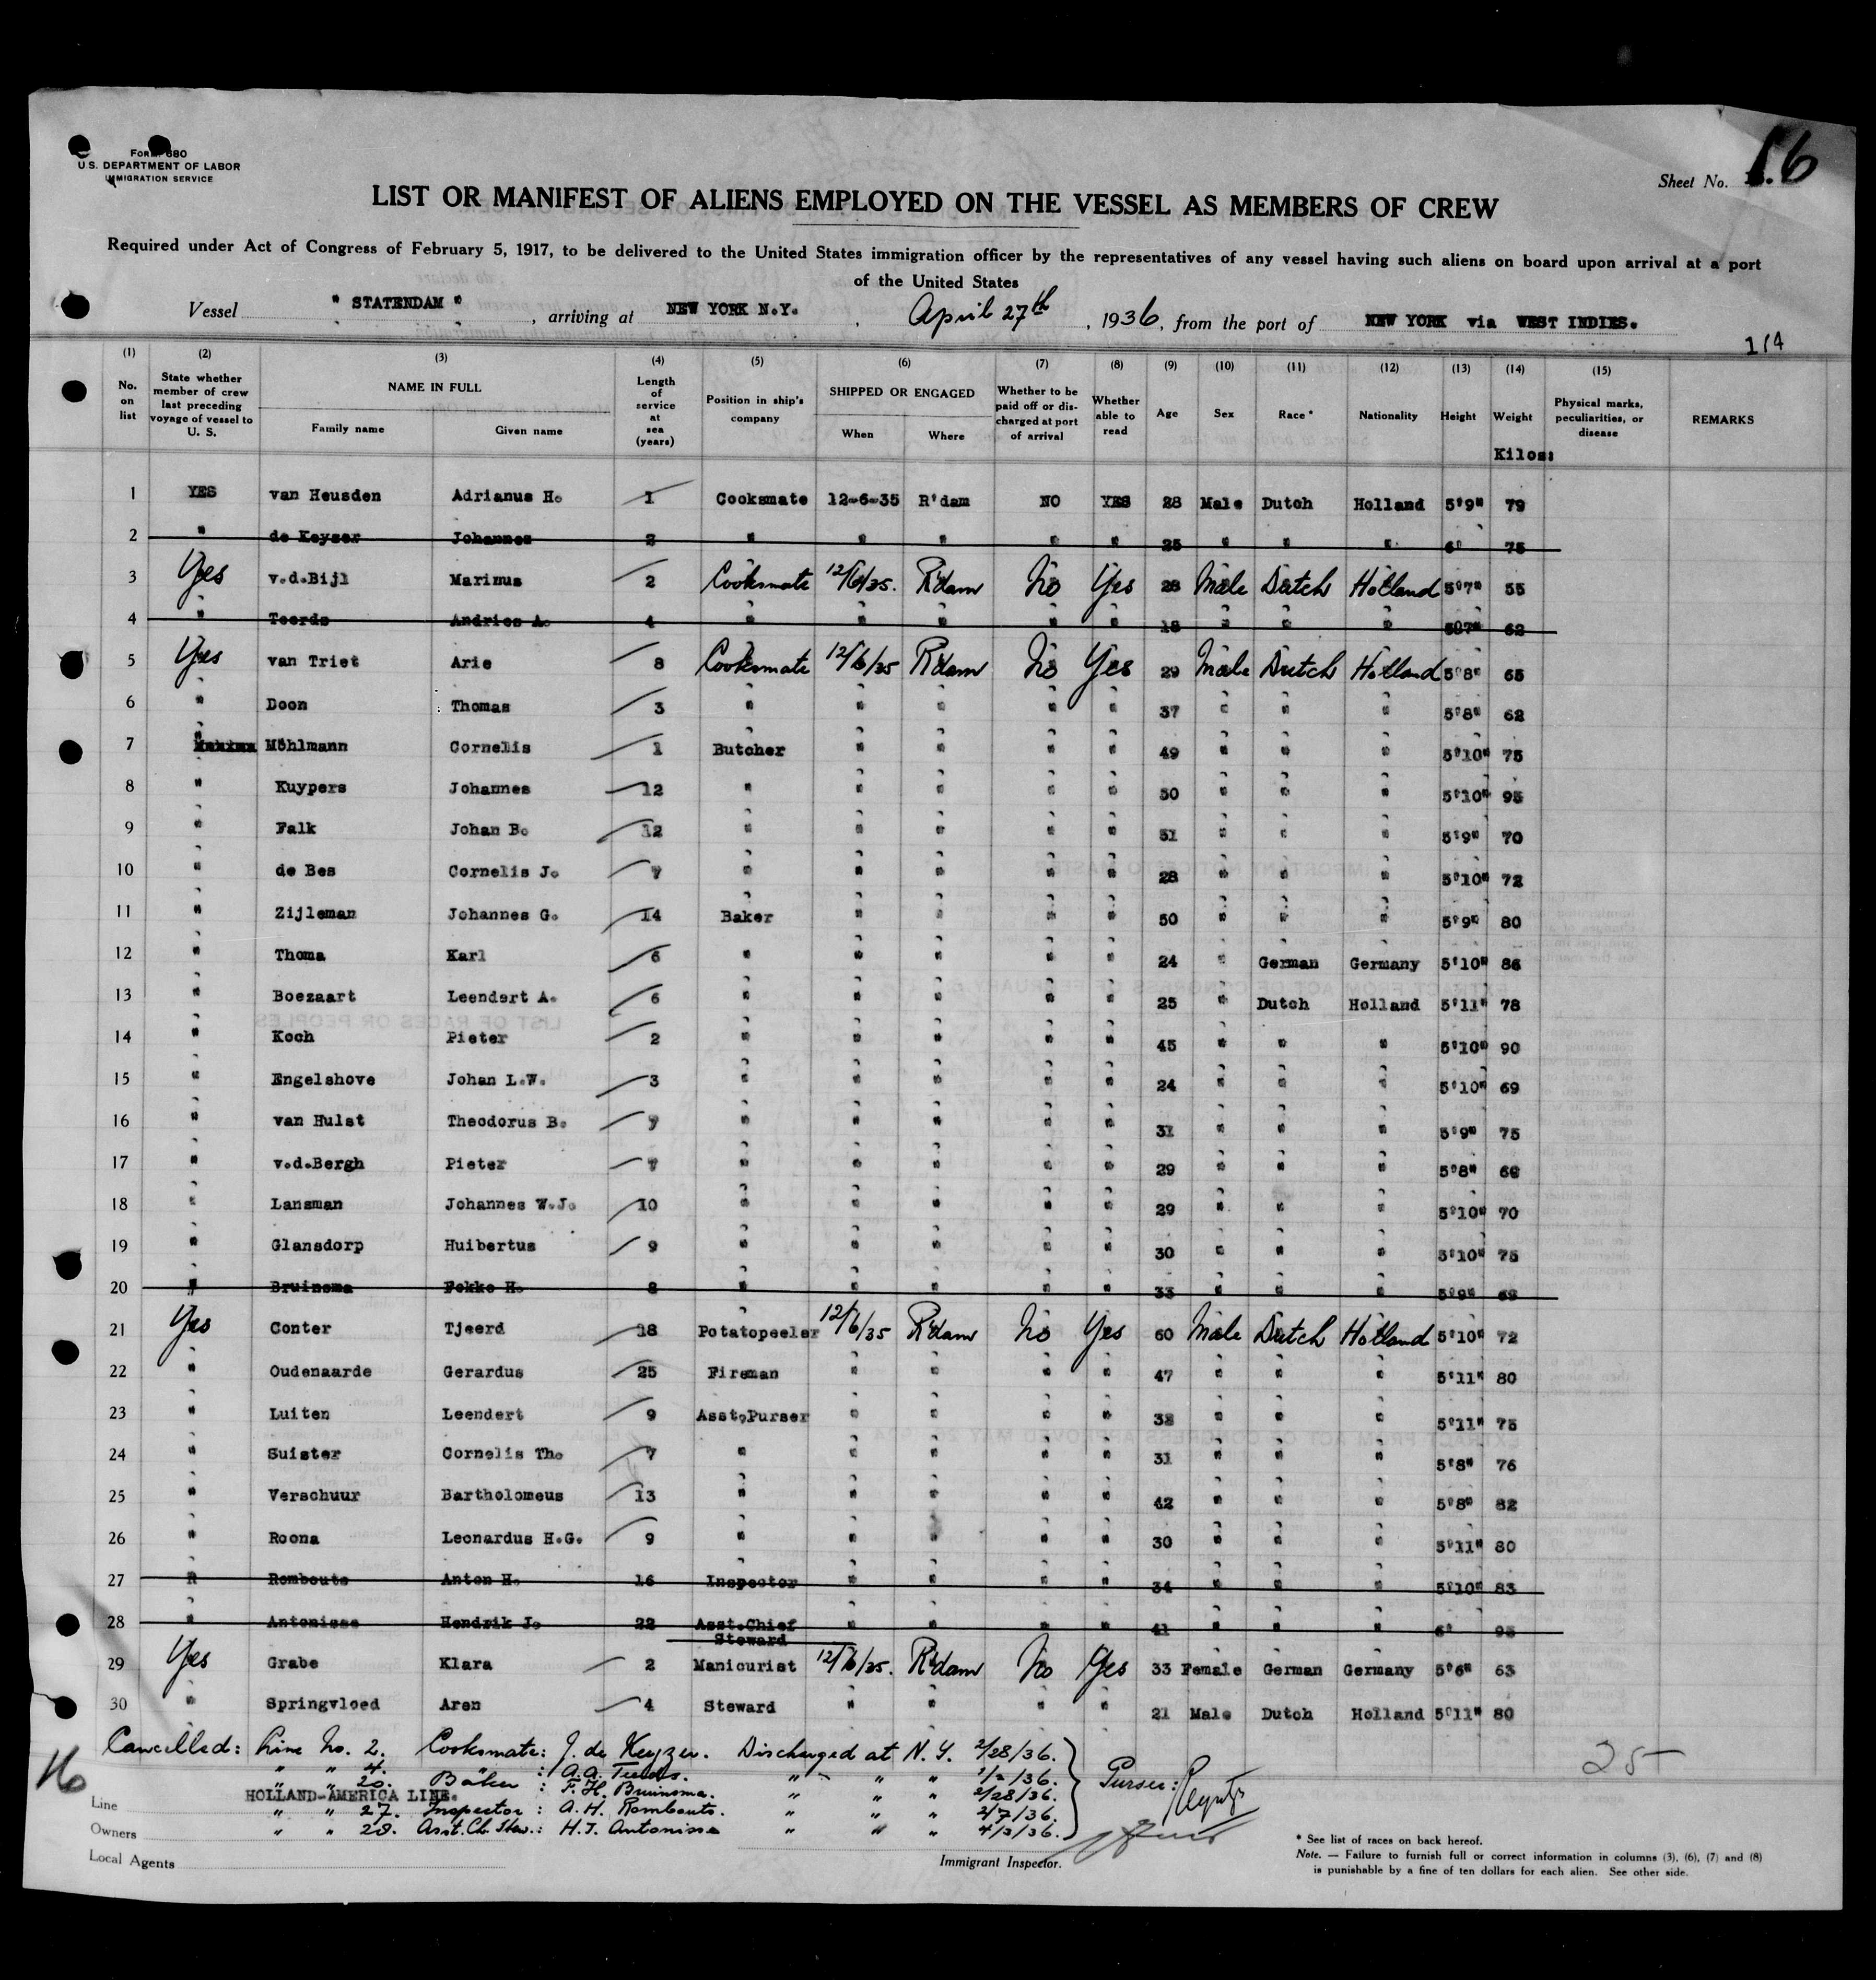 Form 680
U.S. DEPARTMENT OF LABOR
IMMIGRATION SERVICE
Sheet No. 16
LIST OR MANIFEST OF ALIENS EMPLOYED ON THE VESSEL AS MEMBERS OF CREW
Required under Act of Congress of February 5, 1917, to be delivered to the United States immigration officer by the representatives of any vessel having such aliens on board upon arrival at a port
of the United States
Vessel " STATENDAM " , arriving at NEW YORK N.Y. , April 27th , 1936, from the port of NEW YORK via WEST INDIES.
114
(1) (2) (3) (4) (5) (6) (7) (8) (9) (10) (11) (12) (13) (14) (15)
No. on list State whether member of crew last preceding voyage of vessel to U. S. NAME IN FULL Family name Given name Length of service at sea (years) Position in ship's company SHIPPED OR ENGAGED When Where Whether to be paid off or discharged at port of arrival Whether able to read Age Sex Race * Nationality Height Weight Physical marks, peculiarities, or disease REMARKS
Kilos:
1 YES van Heusden Adrianus H. 1 Cooksmate 12-6-35 R'dam NO YES 28 Male Dutch Holland 5'9" 79
2 " de Keyser Johannes " " " " " 25 " " " 6' 75
3 Yes v.d.Bijl Marinus 2 Cooksmate 12/6/35. R'dam No Yes 28 Male Dutch Holland 5'7" 55
4 " Teerds Andries A. 4 " " " " " 18 " " " 5'7" 62
5 Yes van Triet Arie 8 Cooksmate 12/6/35 R'dam No Yes 29 Male Dutch Holland 5'8" 65
6 " Doon Thomas 3 " " " " " 37 " " " 5'8" 62
7 " Möhlmann Cornelis 1 Butcher " " " " 49 " " " 5'10" 75
8 " Kuypers Johannes 12 " " " " " 50 " " " 5'10" 95
9 " Falk Johan B. 12 " " " " " 51 " " " 5'9" 70
10 " de Bes Cornelis J. 7 " " " " " 28 " " " 5'10" 72
11 " Zijleman Johannes G. 14 Baker " " " " 50 " " " 5'9" 80
12 " Thoma Karl 6 " " " " " 24 " German Germany 5'10" 86
13 " Boezaart Leendert A. 6 " " " " " 25 " Dutch Holland 5'11" 78
14 " Koch Pieter 2 " " " " " 45 " " " 5'10" 90
15 " Engelshove Johan L.W. 3 " " " " " 24 " " " 5'10" 69
16 " van Hulst Theodorus B. 7 " " " " " 31 " " " 5'9" 75
17 " v.d.Bergh Pieter 7 " " " " " 29 " " " 5'8" 68
18 " Lansman Johannes W.J. 10 " " " " " 29 " " " 5'10" 70
19 " Glansdorp Huibertus 9 " " " " " 30 " " " 5'10" 75
20 " Bruinsma Fokke H. 8 " " " " " 33 " " " 5'9"
21 Yes Conter Tjeerd 18 Potatopeeler 12/6/35 R'dam No Yes 60 Male Dutch Holland 5'10" 72
22 " Oudenaarde Gerardus 25 Fireman " " " " 47 " " " 5'11" 80
23 " Luiten Leendert 9 Asst.Purser " " " " 38 " " " 5'11" 75
24 " Suister Cornelis Th. 7 " " " " " 31 " " " 5'8" 76
25 " Verschuur Bartholomeus 13 " " " " " 42 " " " 5'8" 82
26 " Roona Leonardus H.G. 9 " " " " " 30 " " " 5'11" 80
27 " Rombouts Anton H. 16 Inspector " " " " 34 " " " 5'10" 83
28 " Antonisse Hendrik J. 22 Asst.Chief Steward " " " " 41 " " " 6' 95
29 Yes Grabe Klara 2 Manicurist 12/6/35. R'dam No Yes 33 Female German Germany 5'6" 63
30 " Springvloed Aren 4 Steward " " " " 21 Male Dutch Holland 5'11" 80
Cancelled: Line No. 2. Cooksmate: J. de Keyzer. Discharged at N.Y. 2/28/36.
" " 4. " : A.A. Teerds. " " " 36.
" " 20. Baker : F.H. Bruinsma. " " " 2/28/36.
" " 27. Inspector : A.H. Rombouts. " " " 2/7/36.
" " 28. Asst. Ch. Stew.: H.J. Antonisse " " " 4/3/36.
Purser:
25
16
Line HOLLAND-AMERICA LINE.
Owners
Local Agents
Immigrant Inspector.
* See list of races on back hereof.
Note. — Failure to furnish full or correct information in columns (3), (6), (7) and (8)
is punishable by a fine of ten dollars for each alien. See other side.